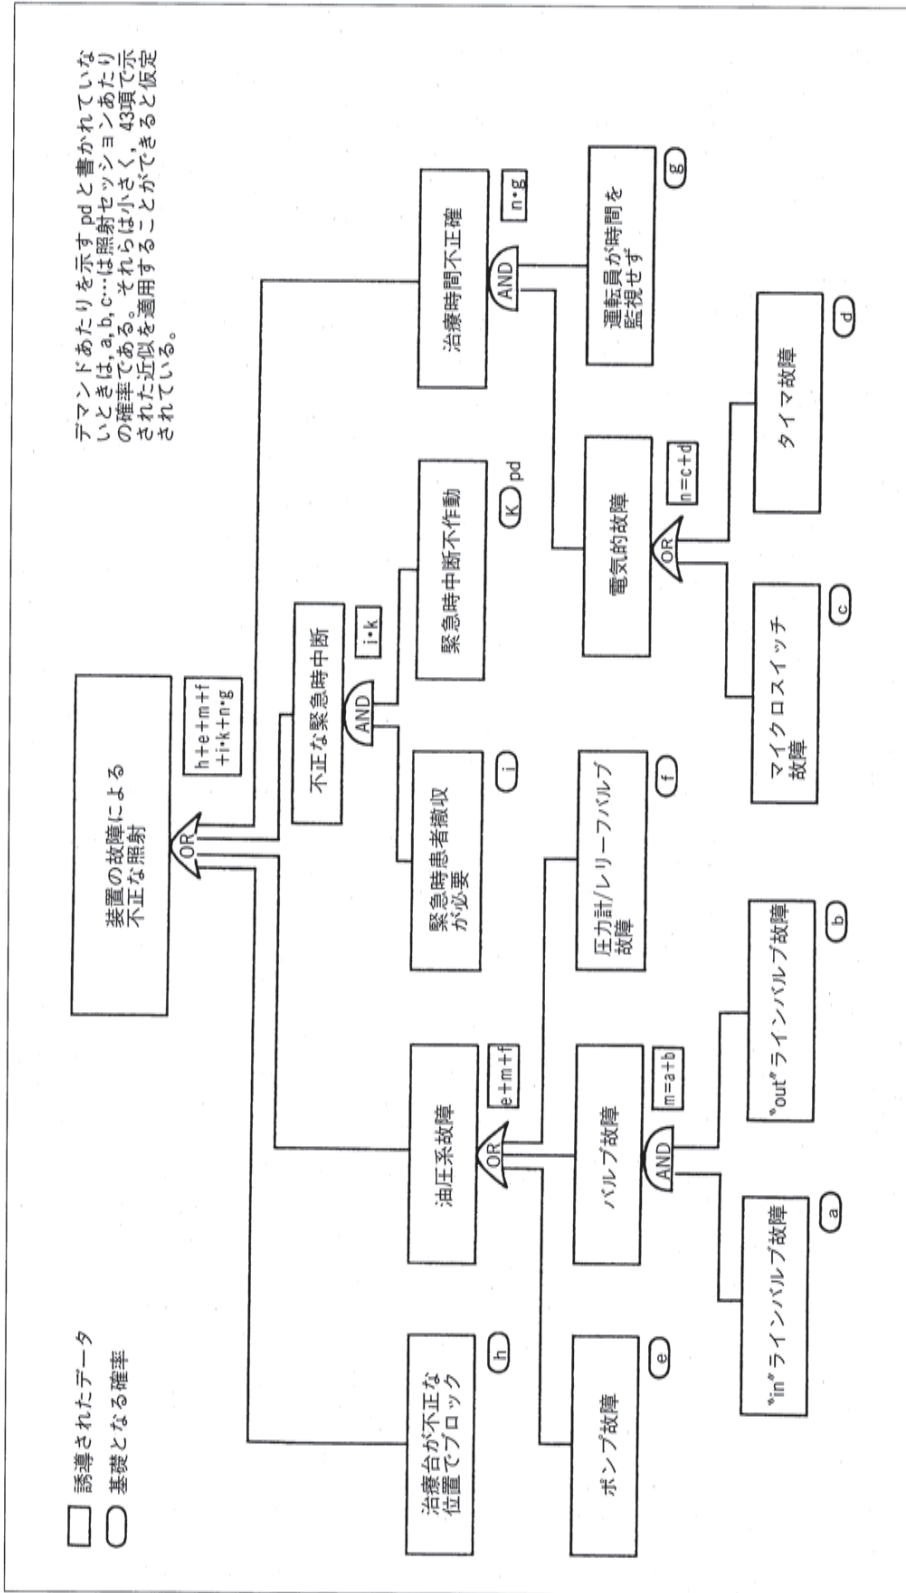 誘導されたデータ
基礎となる確率
デマンドあたりを示す pd と書かれていな
いときは, a, b, c…は照射セッションあたり
の確率である。それらは小さく, 43項で示
された近似を適用することができると仮定
されている。
装置の故障による
不正な照射
OR
h+e+m+f
+i・k+n・g
不正な緊急時中断
AND
i・k
治療台が不正な
位置でブロック
h
油圧系故障
OR
e+m+f
緊急時患者撤収
が必要
i
緊急時中断不作動
K pd
治療時間不正確
AND
n・g
ポンプ故障
e
バルブ故障
AND
m=a+b
圧力計/レリーフバルブ
故障
f
電気的故障
OR
n=c+d
運転員が時間を
監視せず
g
"in"ラインバルブ故障
a
"out"ラインバルブ故障
b
マイクロスイッチ
故障
c
タイマ故障
d